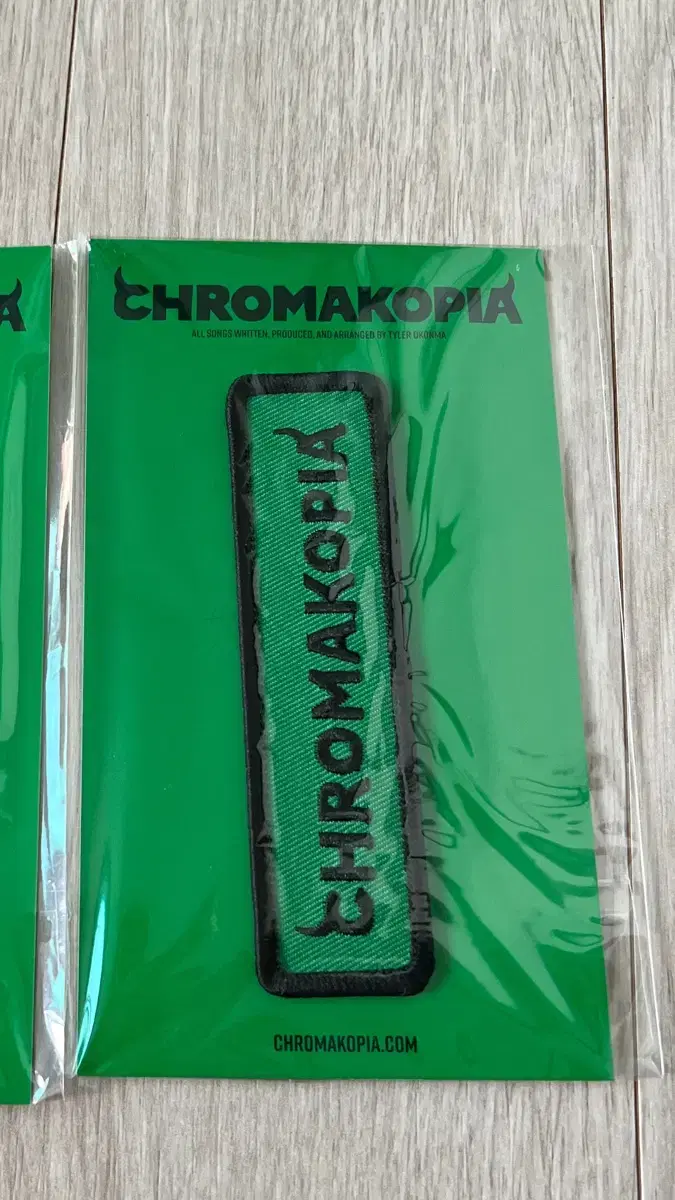 A
CHROMAKOPIA
ALL SONGS WRITTEN, PRODUCED, AND ARRANGED BY TYLER OKONMA
CHROMAKOPIA
CHROMAKOPIA.COM